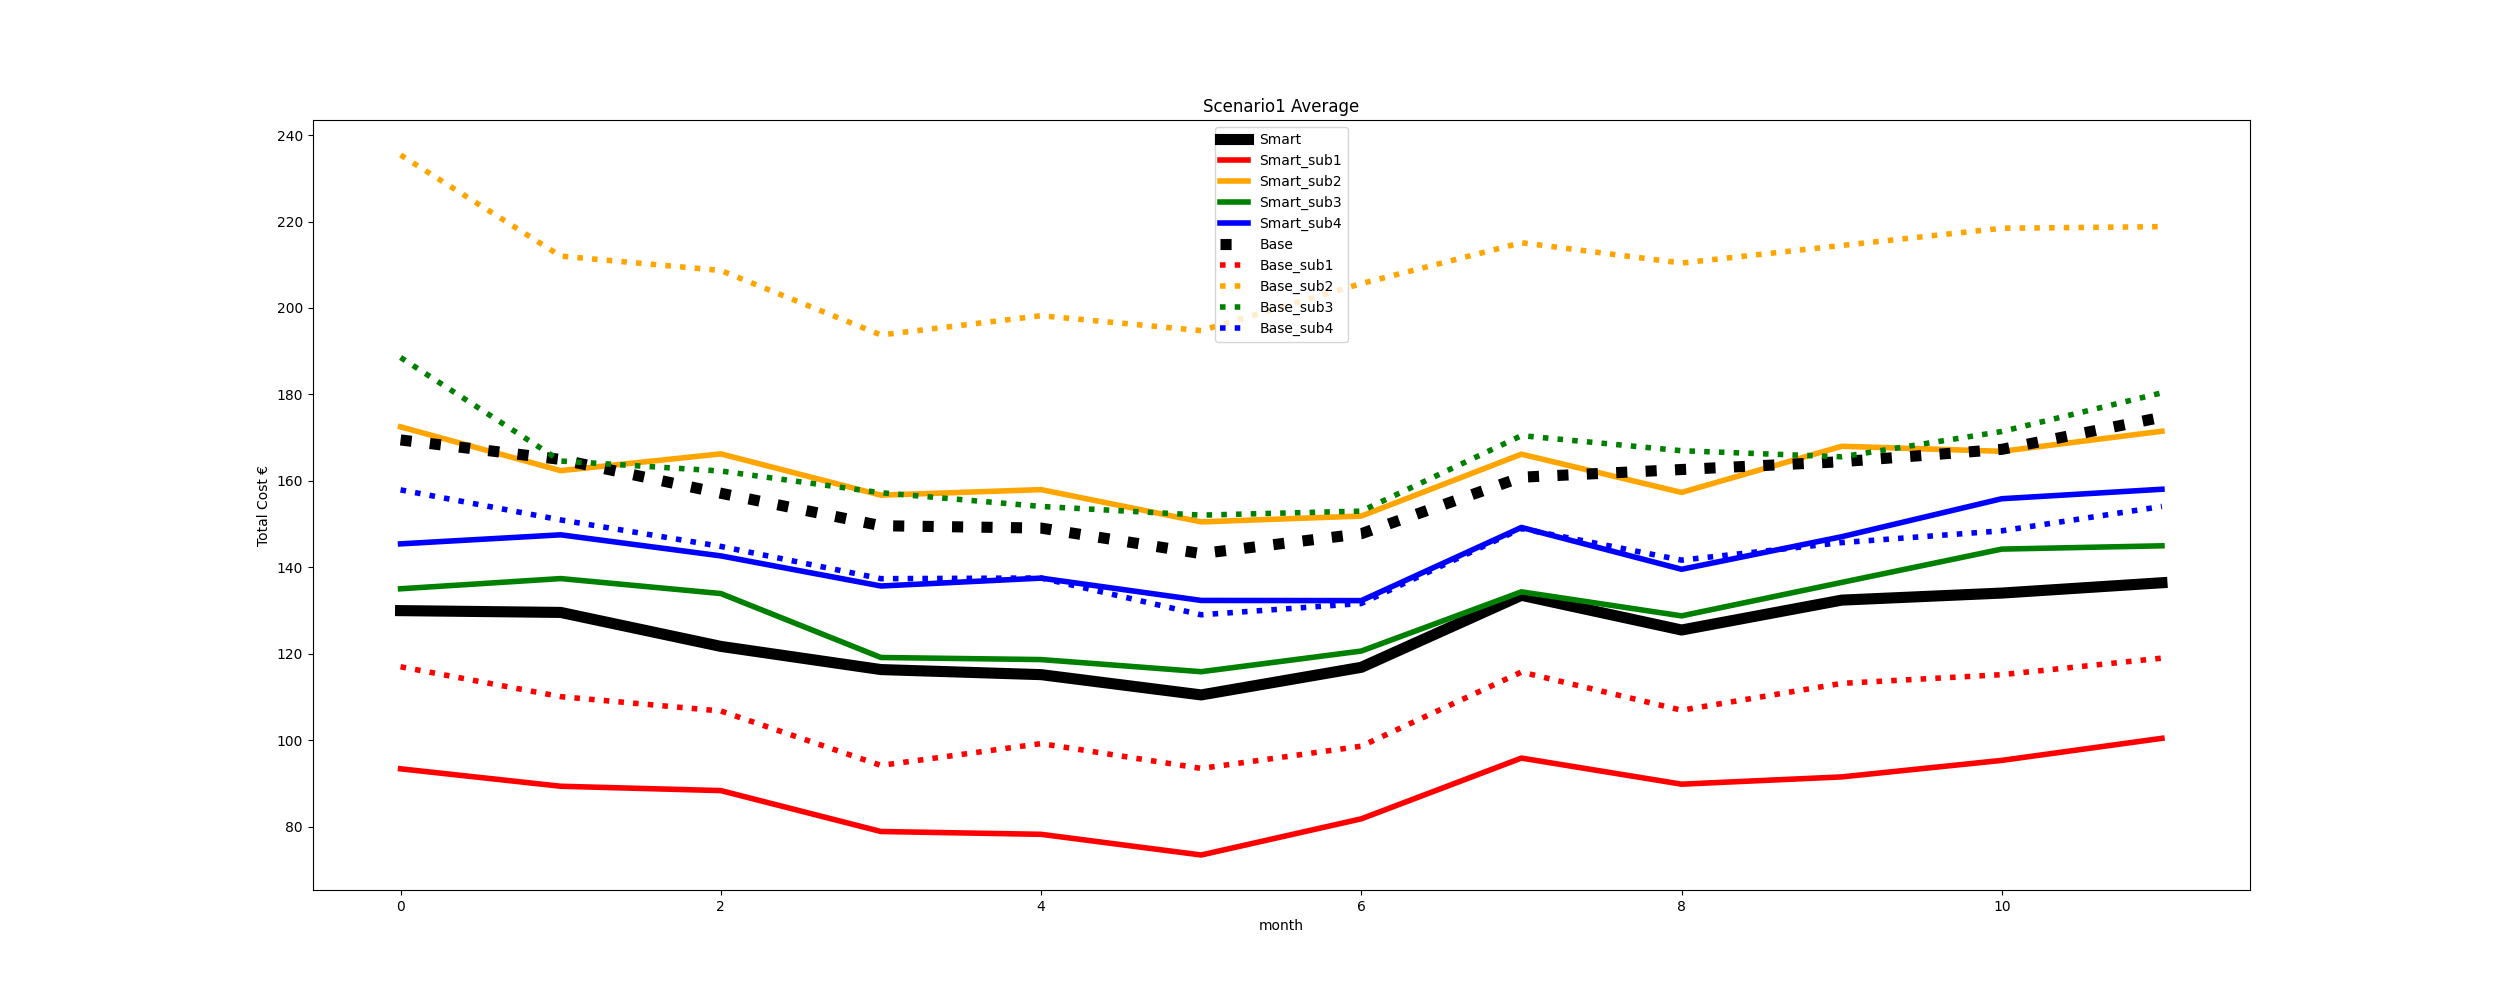 Scenario1 Average
Smart
Smart_sub1
Smart_sub2
Smart_sub3
Smart_sub4
Base
Base_sub1
Base_sub2
Base_sub3
Base_sub4
Total Cost €
240
220
200
180
160
140
120
100
80
0 2 4 6 8 10
month